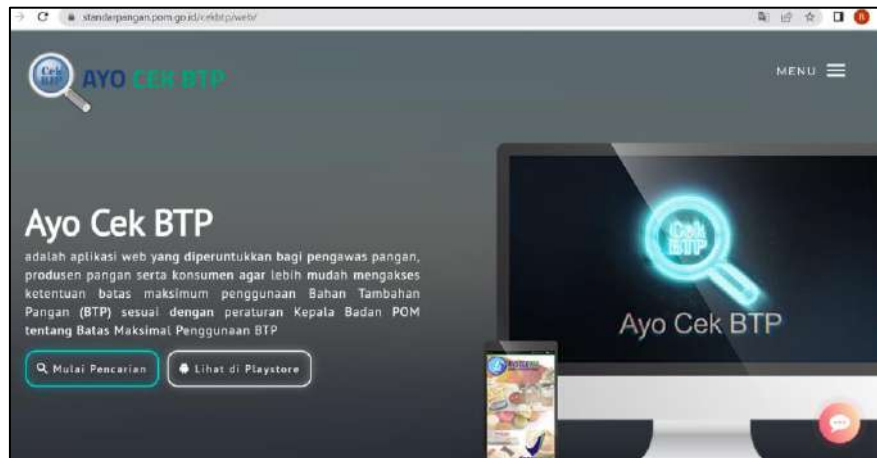 standarpangan.pom.go.id/cekbtp/web/
Cek BTP
AYO CEK BTP
MENU
Ayo Cek BTP
adalah aplikasi web yang diperuntukkan bagi pengawas pangan,
produsen pangan serta konsumen agar lebih mudah mengakses
ketentuan batas maksimum penggunaan Bahan Tambahan
Pangan (BTP) sesuai dengan peraturan Kepala Badan POM
tentang Batas Maksimal Penggunaan BTP
Mulai Pencarian
Lihat di Playstore
Cek
BTP
Ayo Cek BTP